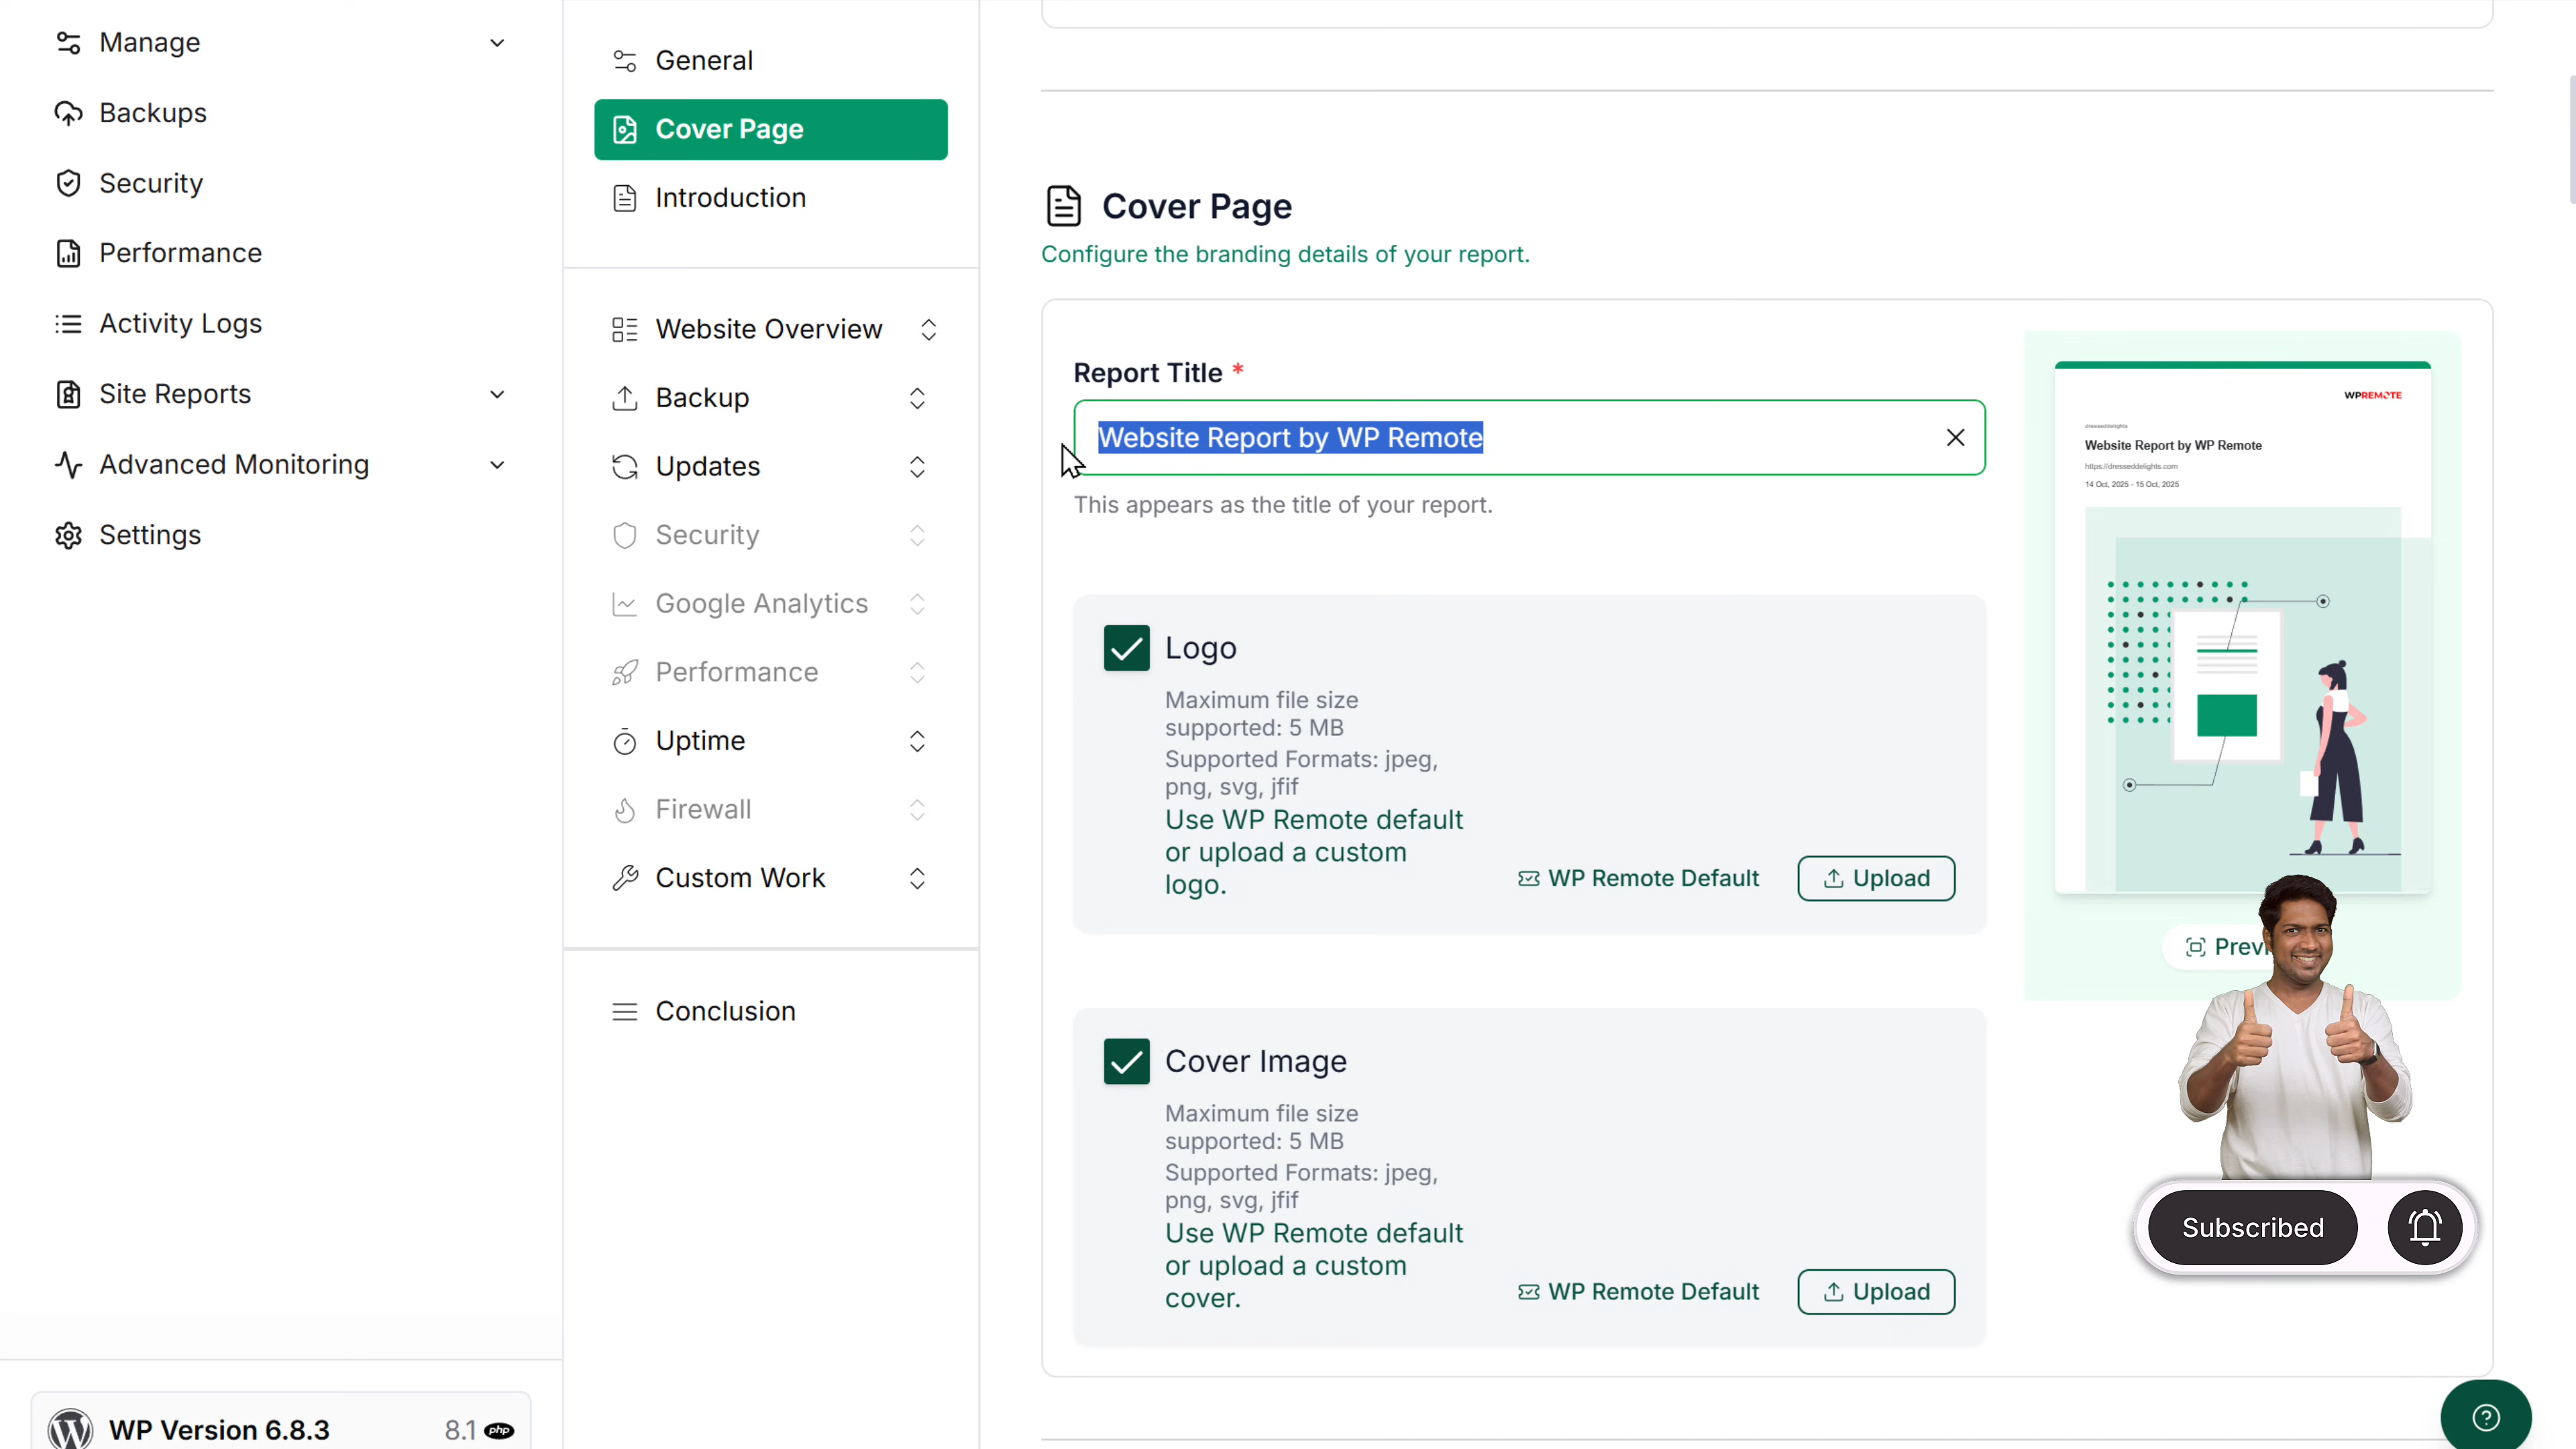 Manage
Backups
Security
Performance
Activity Logs
Site Reports
Advanced Monitoring
Settings
WP Version 6.8.3
8.1 php
General
Cover Page
Introduction
Website Overview
Backup
Updates
Security
Google Analytics
Performance
Uptime
Firewall
Custom Work
Conclusion
Cover Page
Configure the branding details of your report.
Report Title *
Website Report by WP Remote
This appears as the title of your report.
Logo
Maximum file size
supported: 5 MB
Supported Formats: jpeg,
png, svg, jfif
Use WP Remote default
or upload a custom
logo.
WP Remote Default
Upload
Cover Image
Maximum file size
supported: 5 MB
Supported Formats: jpeg,
png, svg, jfif
Use WP Remote default
or upload a custom
cover.
WP Remote Default
Upload
WPREMOTE
dresseddelights
Website Report by WP Remote
https://dresseddelights.com
14 Oct, 2025 - 15 Oct, 2025
Subscribed